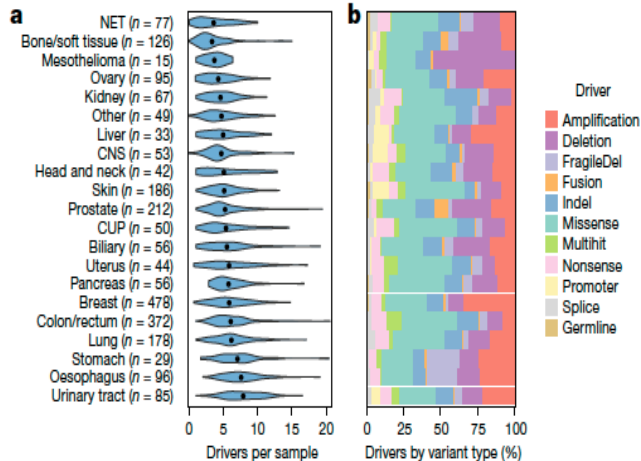 a
b
NET (n = 77)
Bone/soft tissue (n = 126)
Mesothelioma (n = 15)
Ovary (n = 95)
Kidney (n = 67)
Other (n = 49)
Liver (n = 33)
CNS (n = 53)
Head and neck (n = 42)
Skin (n = 186)
Prostate (n = 212)
CUP (n = 50)
Biliary (n = 56)
Uterus (n = 44)
Pancreas (n = 56)
Breast (n = 478)
Colon/rectum (n = 372)
Lung (n = 178)
Stomach (n = 29)
Oesophagus (n = 96)
Urinary tract (n = 85)
0 5 10 15 20
Drivers per sample
0 25 50 75 100
Drivers by variant type (%)
Driver
Amplification
Deletion
FragileDel
Fusion
Indel
Missense
Multihit
Nonsense
Promoter
Splice
Germline